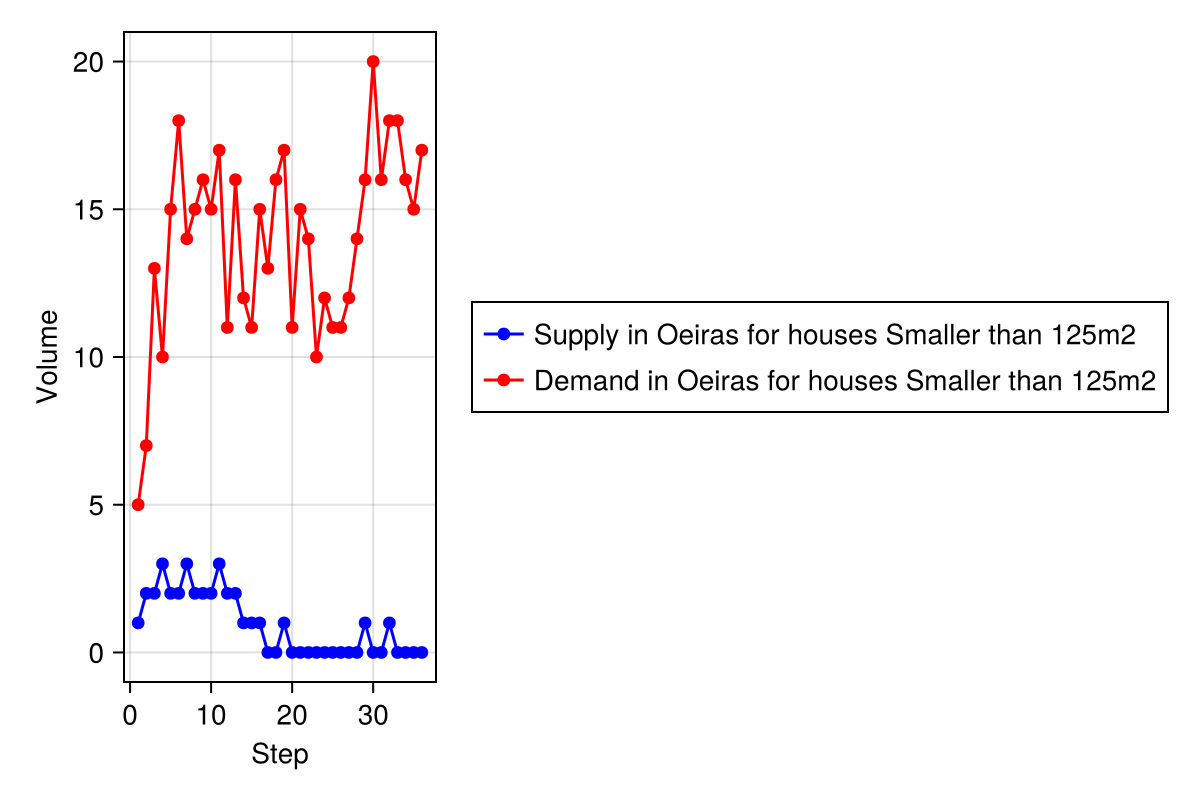 20
15
10
5
0
Volume
0 10 20 30
Step
Supply in Oeiras for houses Smaller than 125m2
Demand in Oeiras for houses Smaller than 125m2